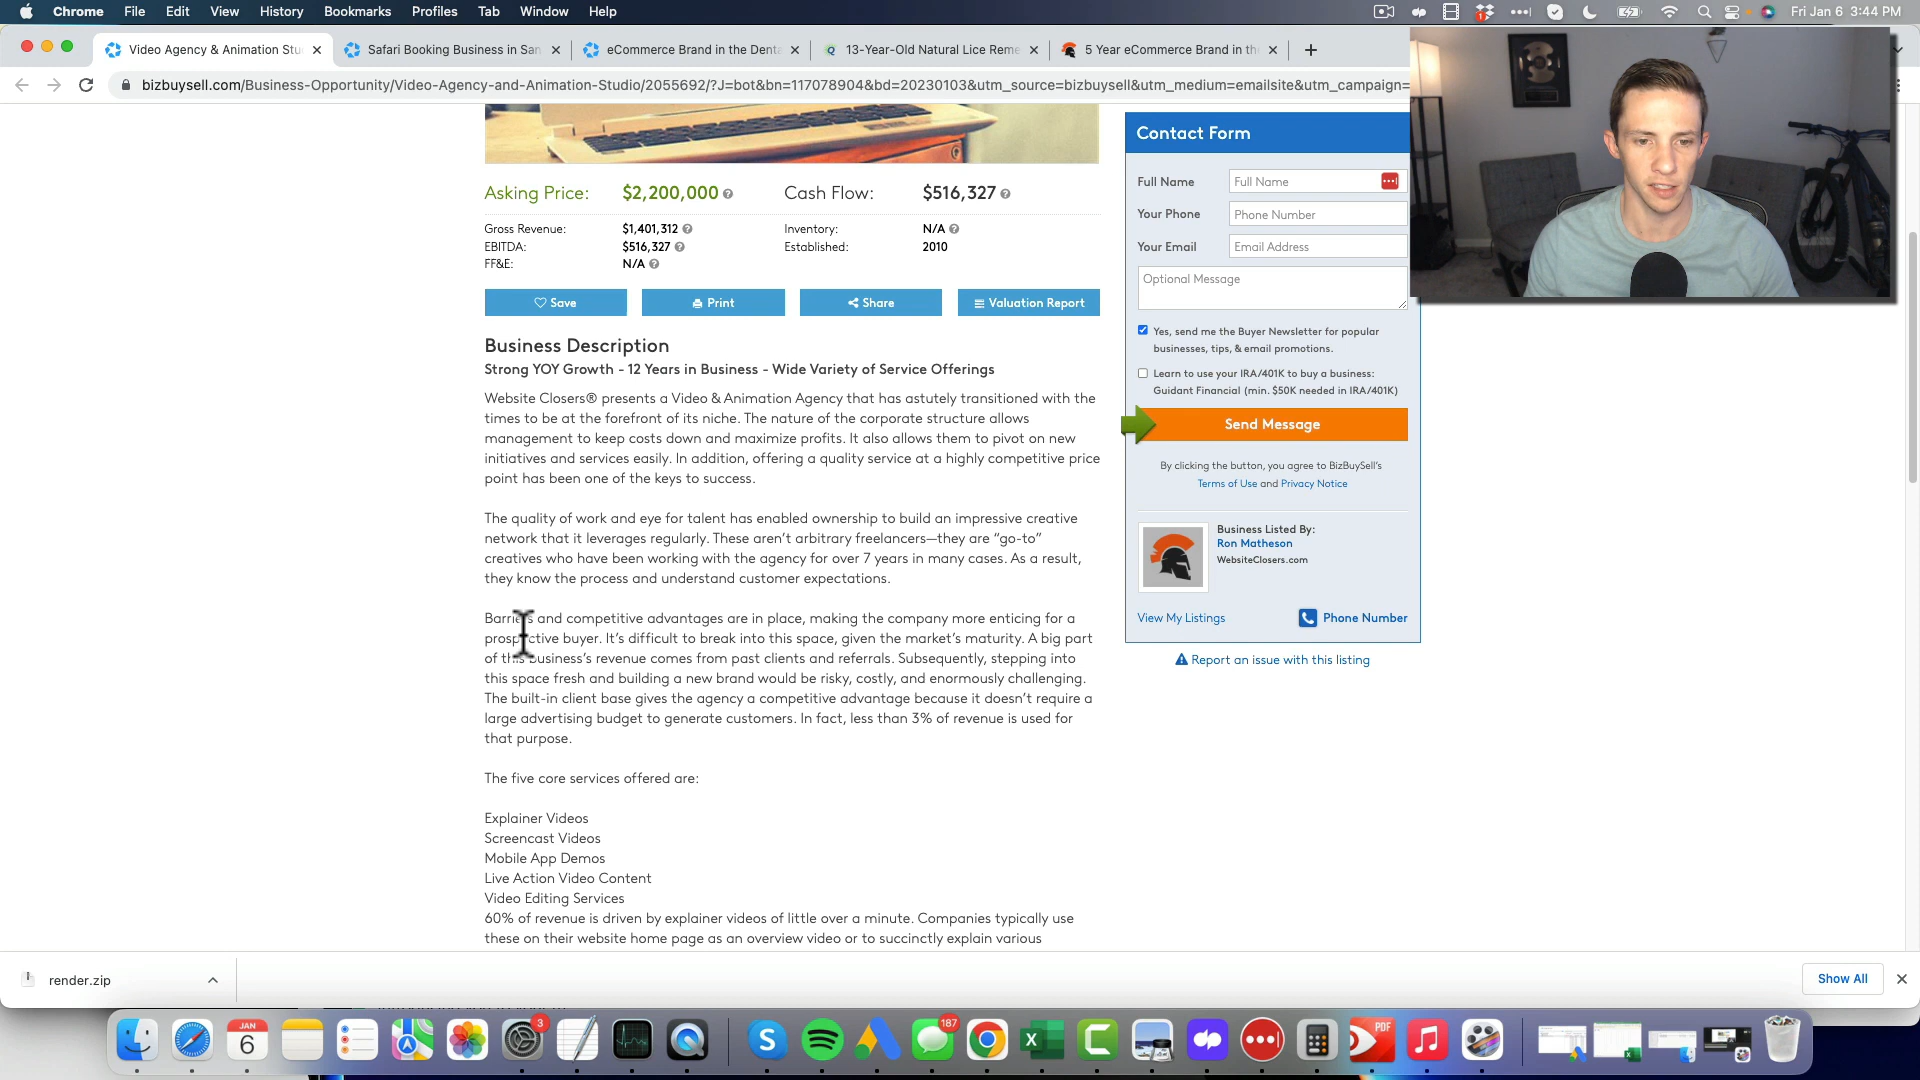 Chrome File Edit View History Bookmarks Profiles Tab Window Help
Fri Jan 6 3:44 PM
Video Agency & Animation Stu
Safari Booking Business in San
eCommerce Brand in the Denta
13-Year-Old Natural Lice Reme
5 Year eCommerce Brand in th
bizbuysell.com/Business-Opportunity/Video-Agency-and-Animation-Studio/2055692/?J=bot&bn=117078904&bd=20230103&utm_source=bizbuysell&utm_medium=emailsite&utm_campaign=
Asking Price: $2,200,000 Cash Flow: $516,327
Gross Revenue: $1,401,312 Inventory: N/A
EBITDA: $516,327 Established: 2010
FF&E: N/A
Save Print Share Valuation Report
Business Description
Strong YOY Growth - 12 Years in Business - Wide Variety of Service Offerings
Website Closers® presents a Video & Animation Agency that has astutely transitioned with the
times to be at the forefront of its niche. The nature of the corporate structure allows
management to keep costs down and maximize profits. It also allows them to pivot on new
initiatives and services easily. In addition, offering a quality service at a highly competitive price
point has been one of the keys to success.
The quality of work and eye for talent has enabled ownership to build an impressive creative
network that it leverages regularly. These aren't arbitrary freelancers—they are "go-to"
creatives who have been working with the agency for over 7 years in many cases. As a result,
they know the process and understand customer expectations.
Barriers and competitive advantages are in place, making the company more enticing for a
prospective buyer. It's difficult to break into this space, given the market's maturity. A big part
of this business's revenue comes from past clients and referrals. Subsequently, stepping into
this space fresh and building a new brand would be risky, costly, and enormously challenging.
The built-in client base gives the agency a competitive advantage because it doesn't require a
large advertising budget to generate customers. In fact, less than 3% of revenue is used for
that purpose.
The five core services offered are:
Explainer Videos
Screencast Videos
Mobile App Demos
Live Action Video Content
Video Editing Services
60% of revenue is driven by explainer videos of little over a minute. Companies typically use
these on their website home page as an overview video or to succinctly explain various
Contact Form
Full Name Full Name
Your Phone Phone Number
Your Email Email Address
Optional Message
Yes, send me the Buyer Newsletter for popular
businesses, tips, & email promotions.
Learn to use your IRA/401K to buy a business:
Guidant Financial (min. $50K needed in IRA/401K)
Send Message
By clicking the button, you agree to BizBuySell's
Terms of Use and Privacy Notice
Business Listed By:
Ron Matheson
WebsiteClosers.com
View My Listings Phone Number
Report an issue with this listing
render.zip
Show All
JAN
6
3
187
PDF